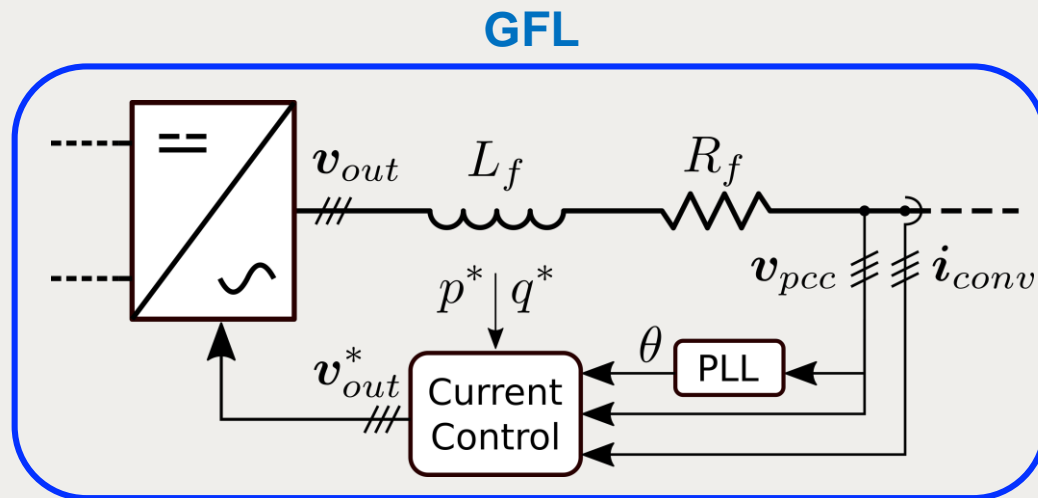 GFL
v_out
L_f
R_f
v_pcc
i_conv
p* q*
θ
PLL
v*_out
Current
Control